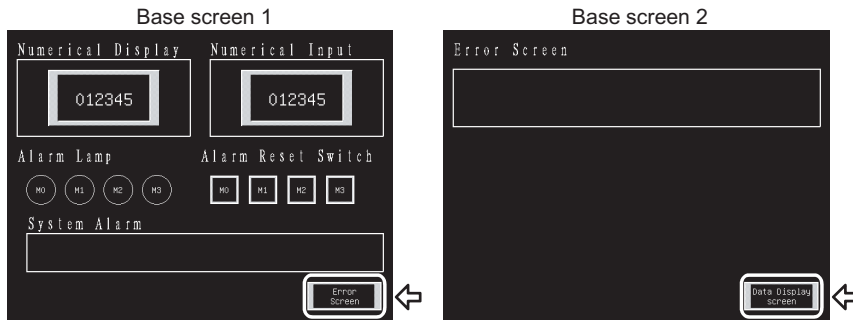 Base screen 1
Numerical Display Numerical Input
012345 012345
Alarm Lamp Alarm Reset Switch
M0 M1 M2 M3 M0 M1 M2 M3
System Alarm
Error
Screen
Base screen 2
Error Screen
Data Display
screen